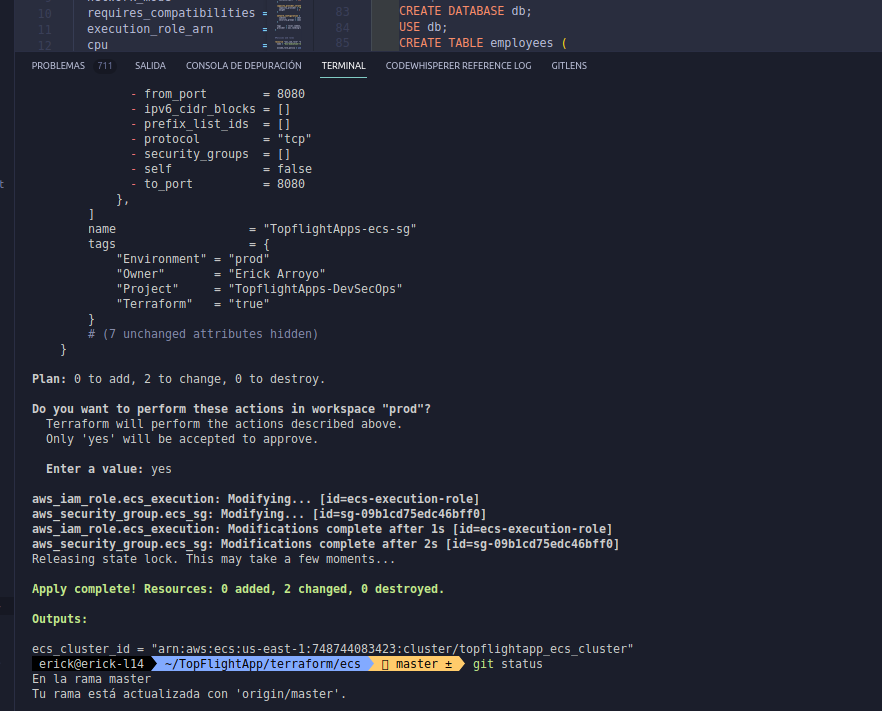 requires_compatibilities =
execution_role_arn =
cpu =
10
11
12
83 CREATE DATABASE db;
84 USE db;
85 CREATE TABLE employees (
PROBLEMAS 711 SALIDA CONSOLA DE DEPURACIÓN TERMINAL CODEWHISPERER REFERENCE LOG GITLENS
- from_port = 8080
- ipv6_cidr_blocks = []
- prefix_list_ids = []
- protocol = "tcp"
- security_groups = []
- self = false
- to_port = 8080
},
]
name = "TopflightApps-ecs-sg"
tags = {
"Environment" = "prod"
"Owner" = "Erick Arroyo"
"Project" = "TopflightApps-DevSecOps"
"Terraform" = "true"
}
# (7 unchanged attributes hidden)
}
Plan: 0 to add, 2 to change, 0 to destroy.
Do you want to perform these actions in workspace "prod"?
Terraform will perform the actions described above.
Only 'yes' will be accepted to approve.
Enter a value: yes
aws_iam_role.ecs_execution: Modifying... [id=ecs-execution-role]
aws_security_group.ecs_sg: Modifying... [id=sg-09b1cd75edc46bff0]
aws_iam_role.ecs_execution: Modifications complete after 1s [id=ecs-execution-role]
aws_security_group.ecs_sg: Modifications complete after 2s [id=sg-09b1cd75edc46bff0]
Releasing state lock. This may take a few moments...
Apply complete! Resources: 0 added, 2 changed, 0 destroyed.
Outputs:
ecs_cluster_id = "arn:aws:ecs:us-east-1:748744083423:cluster/topflightapp_ecs_cluster"
erick@erick-l14 ~/TopFlightApp/terraform/ecs master ± git status
En la rama master
Tu rama está actualizada con 'origin/master'.